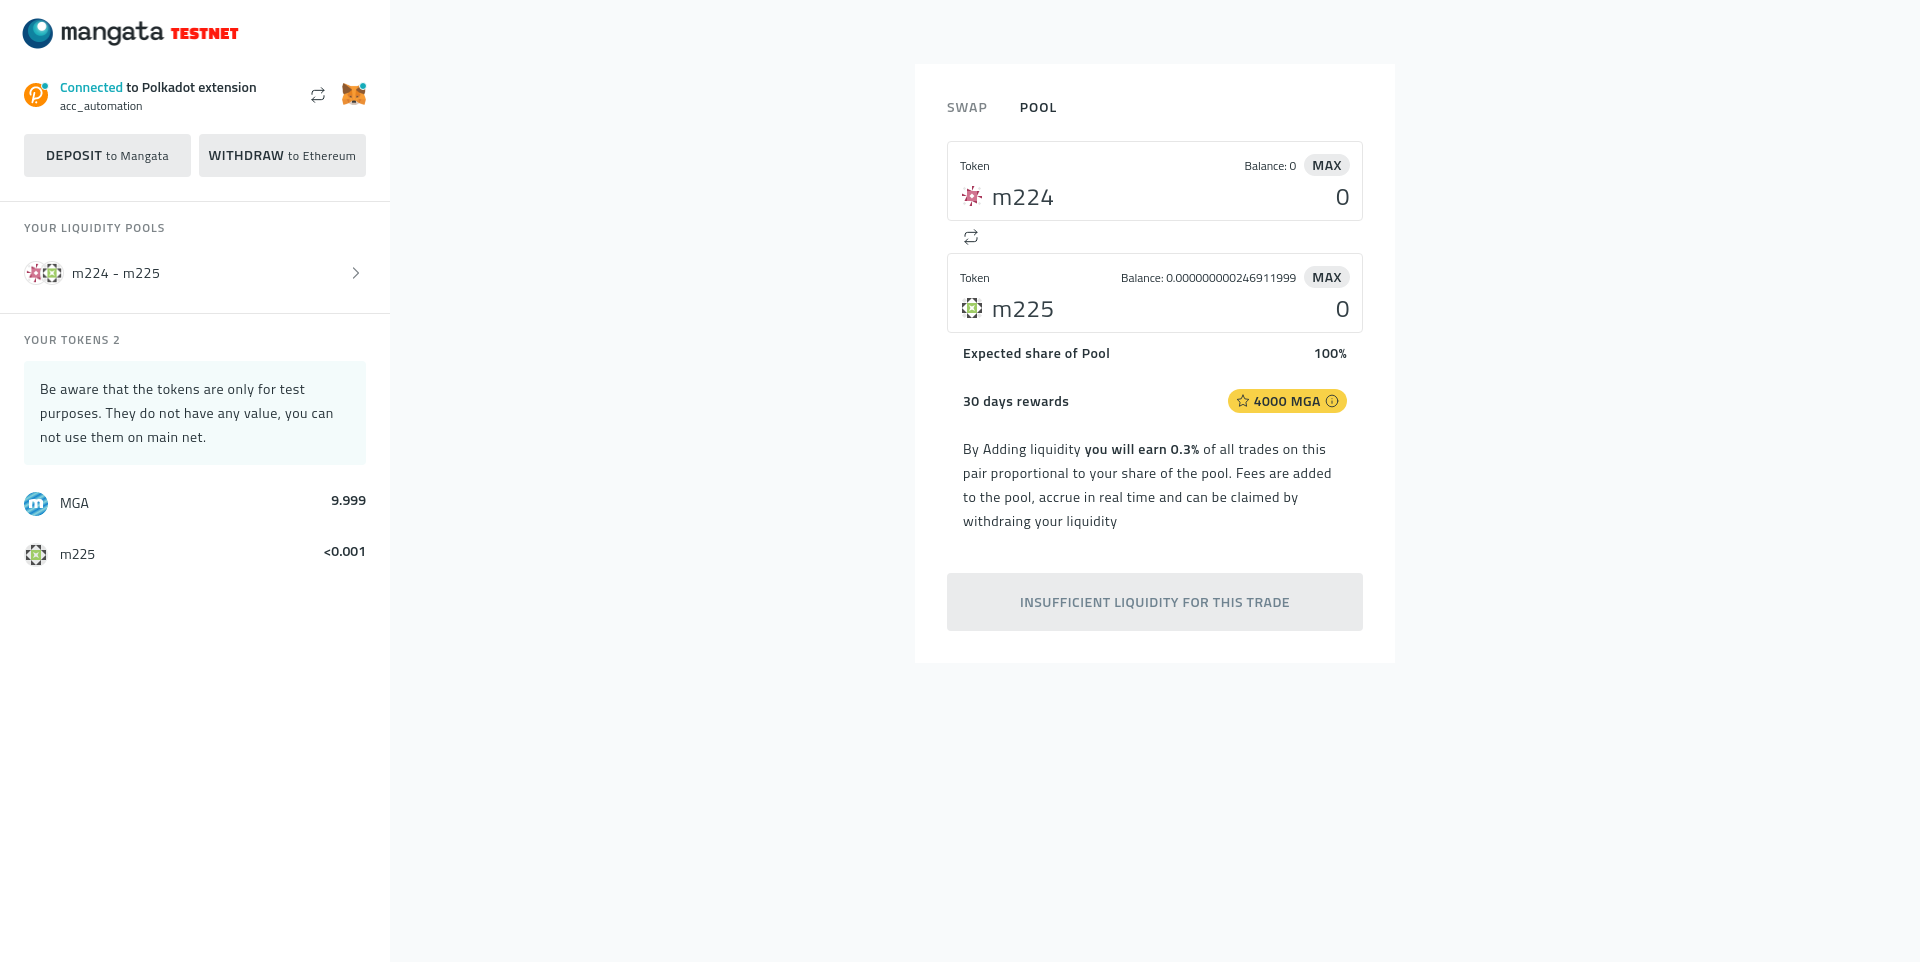 mangata TESTNET
Connected to Polkadot extension
acc_automation
DEPOSIT to Mangata
WITHDRAW to Ethereum
YOUR LIQUIDITY POOLS
m224 - m225
YOUR TOKENS 2
Be aware that the tokens are only for test
purposes. They do not have any value, you can
not use them on main net.
MGA 9.999
m225 <0.001
SWAP POOL
Token Balance: 0 MAX
m224 0
Token Balance: 0.000000000246911999 MAX
m225 0
Expected share of Pool 100%
30 days rewards 4000 MGA
By Adding liquidity you will earn 0.3% of all trades on this
pair proportional to your share of the pool. Fees are added
to the pool, accrue in real time and can be claimed by
withdraing your liquidity
INSUFFICIENT LIQUIDITY FOR THIS TRADE